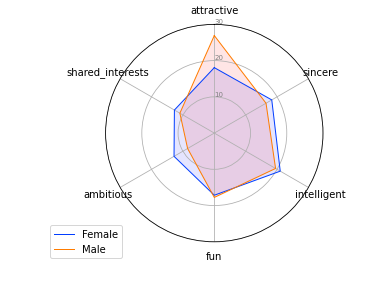 attractive
30
20
10
shared_interests
sincere
ambitious
intelligent
fun
Female
Male